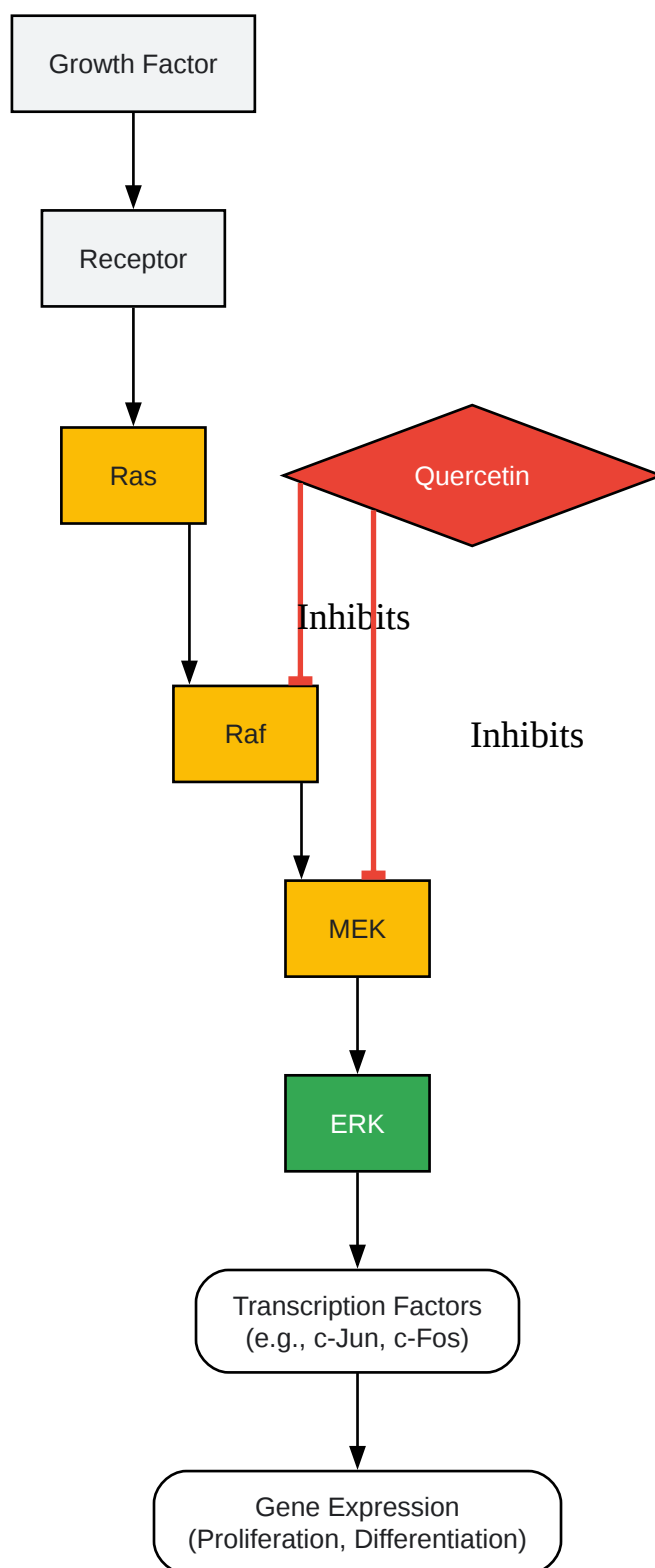 Growth Factor
Receptor
Ras
Quercetin
Inhibits
Raf
Inhibits
MEK
ERK
Transcription Factors
(e.g., c-Jun, c-Fos)
Gene Expression
(Proliferation, Differentiation)